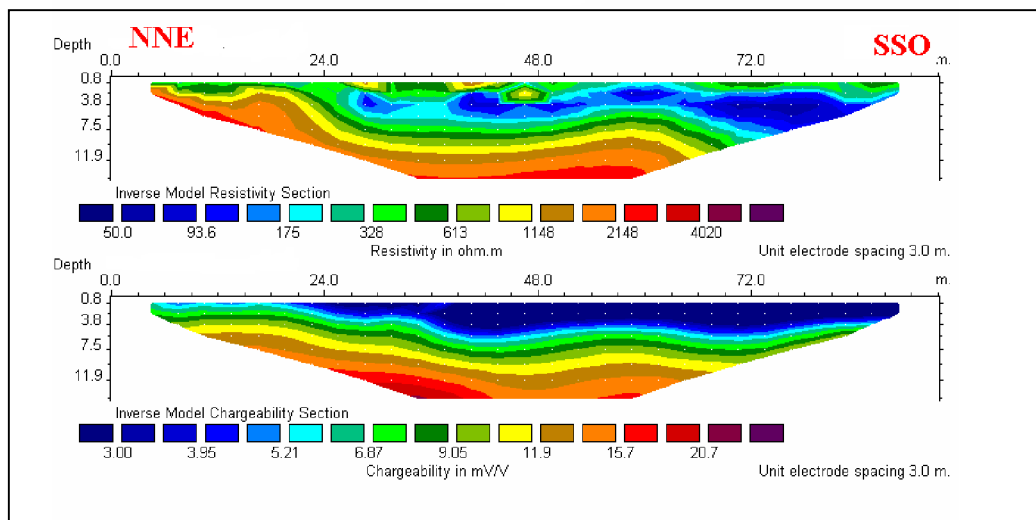 NNE SSO
Depth
0.0 24.0 48.0 72.0 m.
0.8
3.8
7.5
11.9
Inverse Model Resistivity Section
50.0 93.6 175 328 613 1148 2148 4020
Resistivity in ohm.m Unit electrode spacing 3.0 m.
Depth
0.0 24.0 48.0 72.0 m.
0.8
3.8
7.5
11.9
Inverse Model Chargeability Section
3.00 3.95 5.21 6.87 9.05 11.9 15.7 20.7
Chargeability in mV/V Unit electrode spacing 3.0 m.